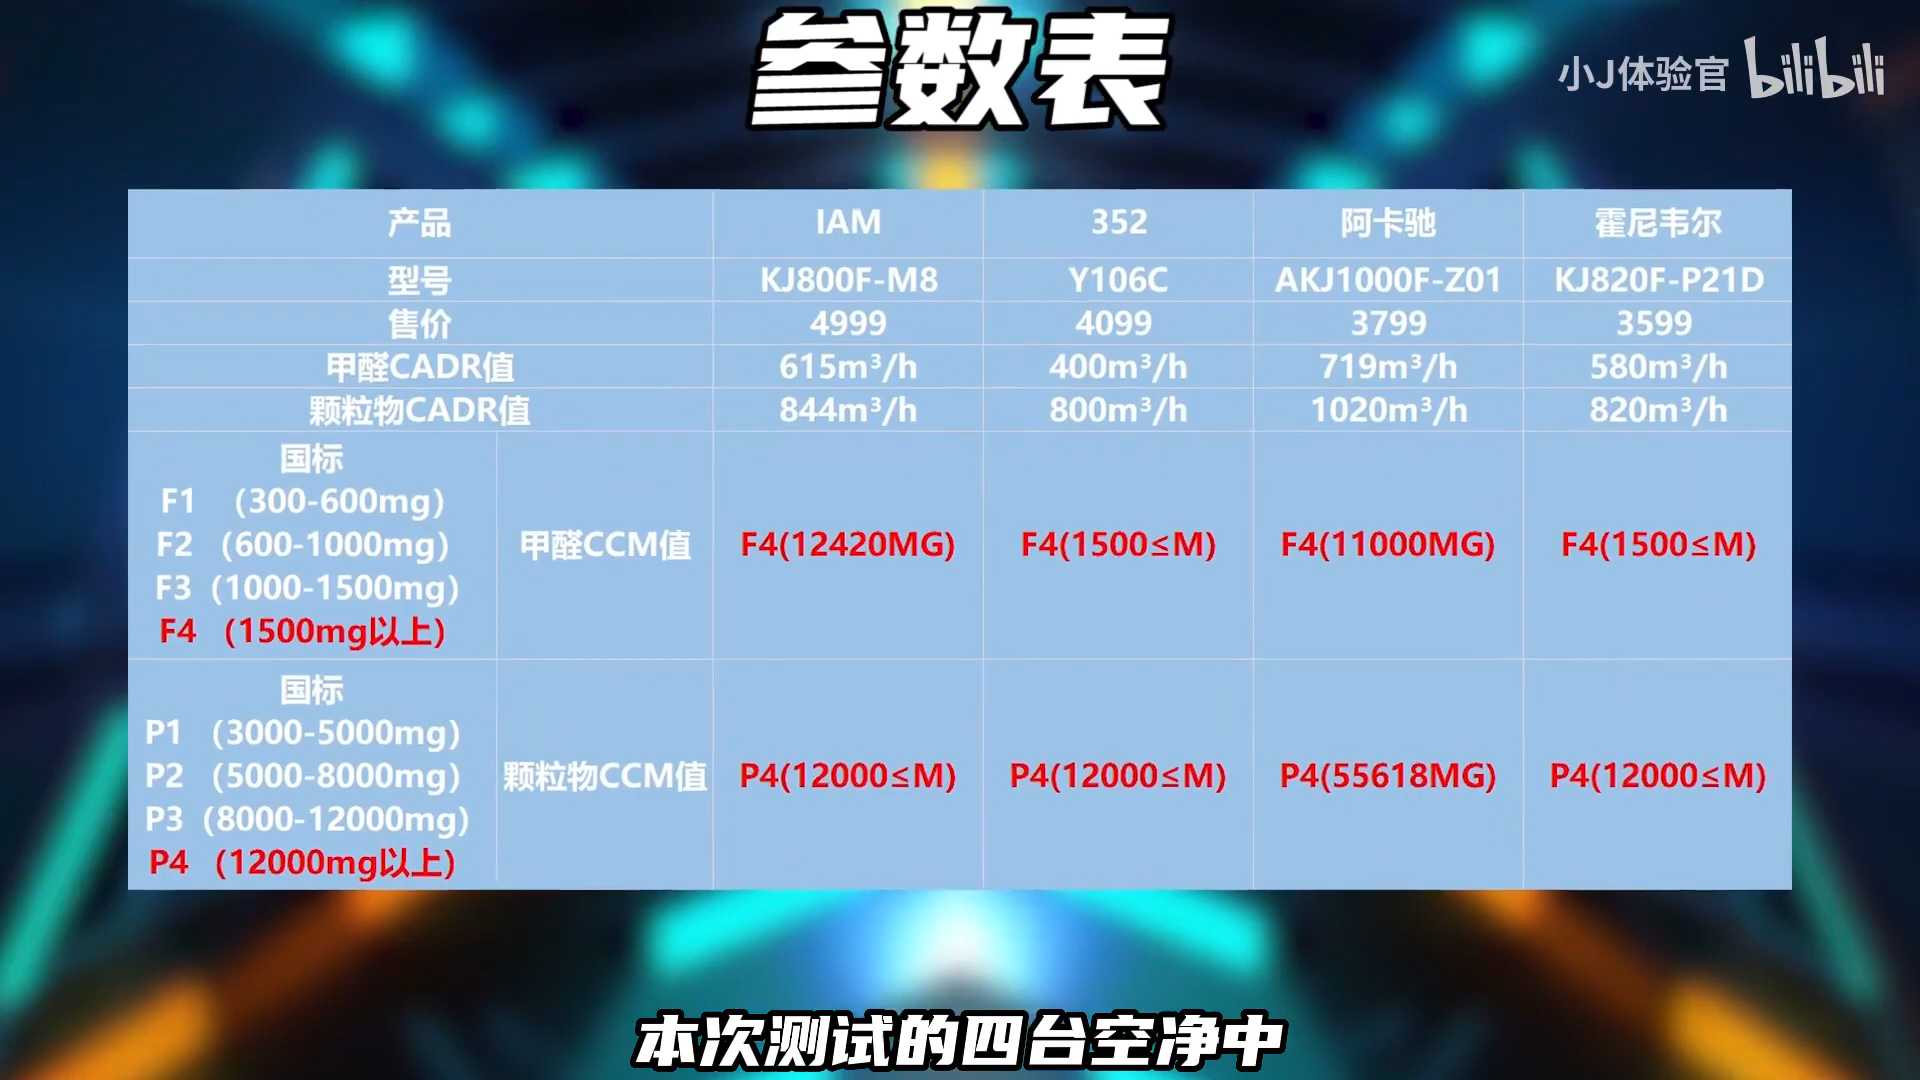 参数表
小J体验官 bilibili
产品 IAM 352 阿卡驰 霍尼韦尔
型号 KJ800F-M8 Y106C AKJ1000F-Z01 KJ820F-P21D
售价 4999 4099 3799 3599
甲醛CADR值 615m³/h 400m³/h 719m³/h 580m³/h
颗粒物CADR值 844m³/h 800m³/h 1020m³/h 820m³/h
国标
F1 （300-600mg）
F2 （600-1000mg）
F3（1000-1500mg）
F4 （1500mg以上）
甲醛CCM值 F4(12420MG) F4(1500≤M) F4(11000MG) F4(1500≤M)
国标
P1 （3000-5000mg）
P2 （5000-8000mg）
P3（8000-12000mg）
P4 （12000mg以上）
颗粒物CCM值 P4(12000≤M) P4(12000≤M) P4(55618MG) P4(12000≤M)
本次测试的四台空净中